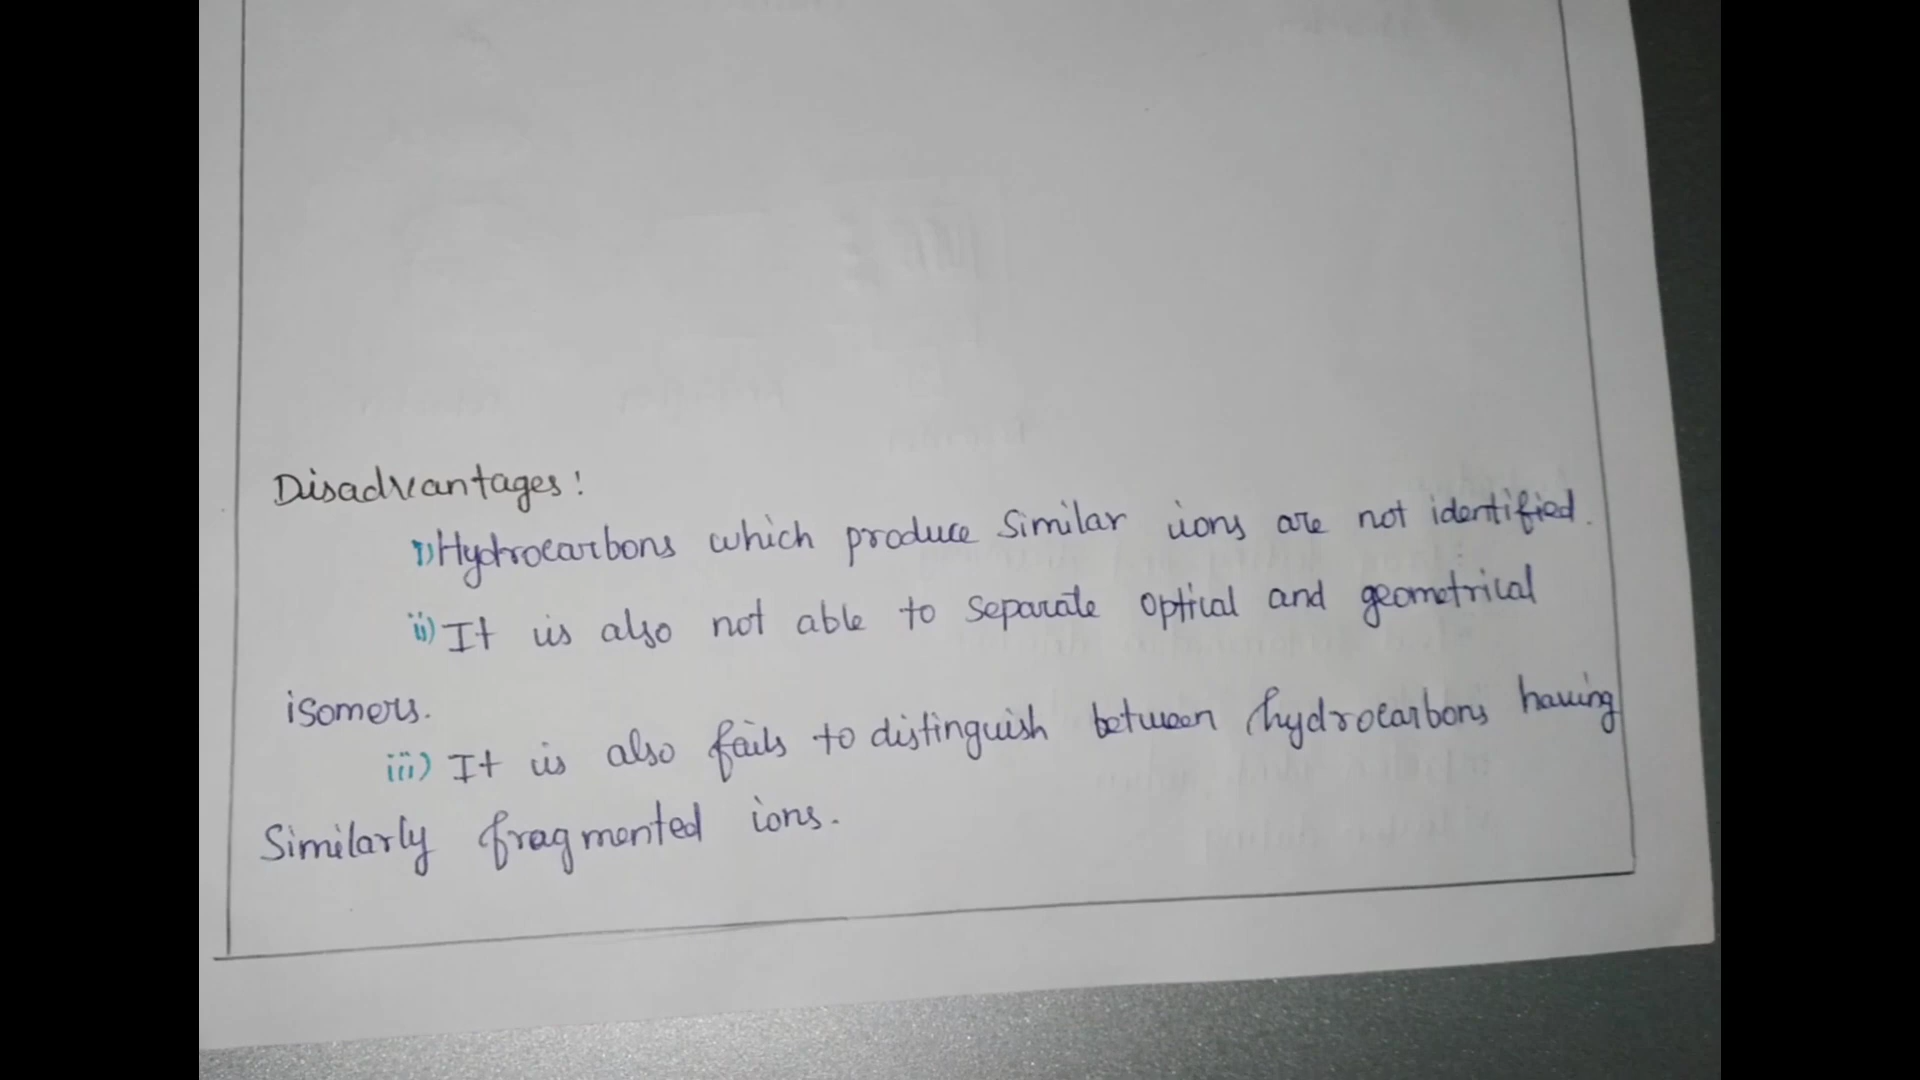 Disadvantages:
i) Hydrocarbons which produce Similar ions are not identified.
ii) It is also not able to separate optical and geometrical
isomers.
iii) It is also fails to distinguish between hydrocarbons having
Similarly fragmented ions.